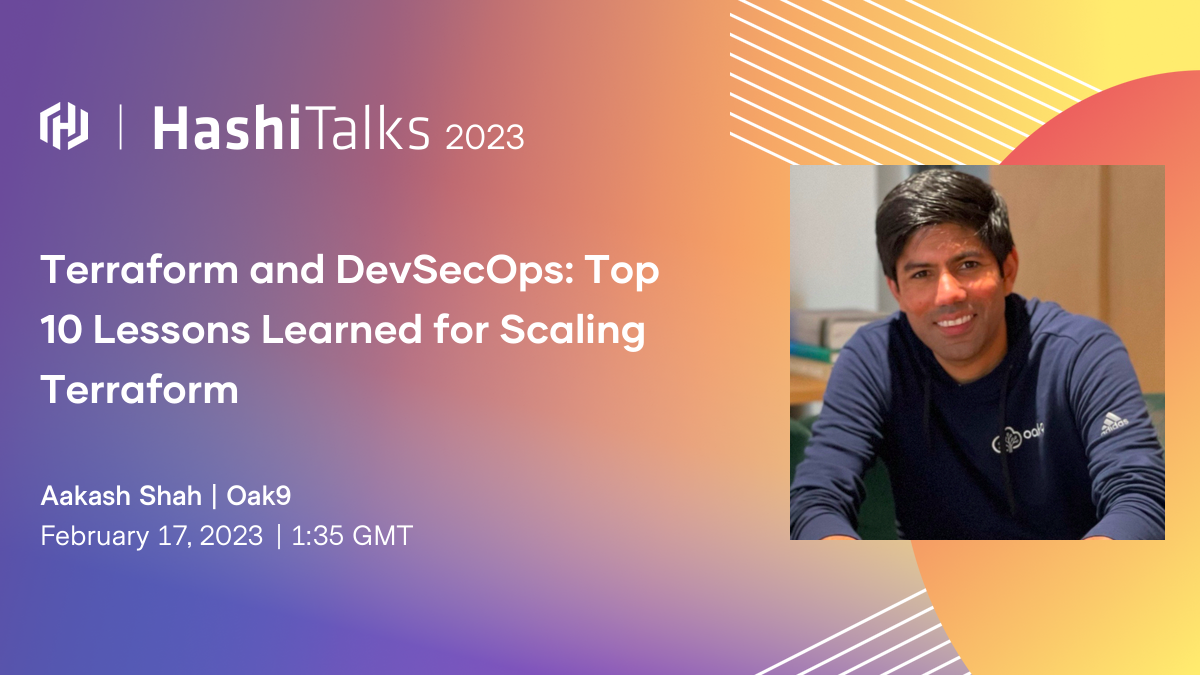 HashiTalks 2023
Terraform and DevSecOps: Top
10 Lessons Learned for Scaling
Terraform
Aakash Shah | Oak9
February 17, 2023 | 1:35 GMT
adidas